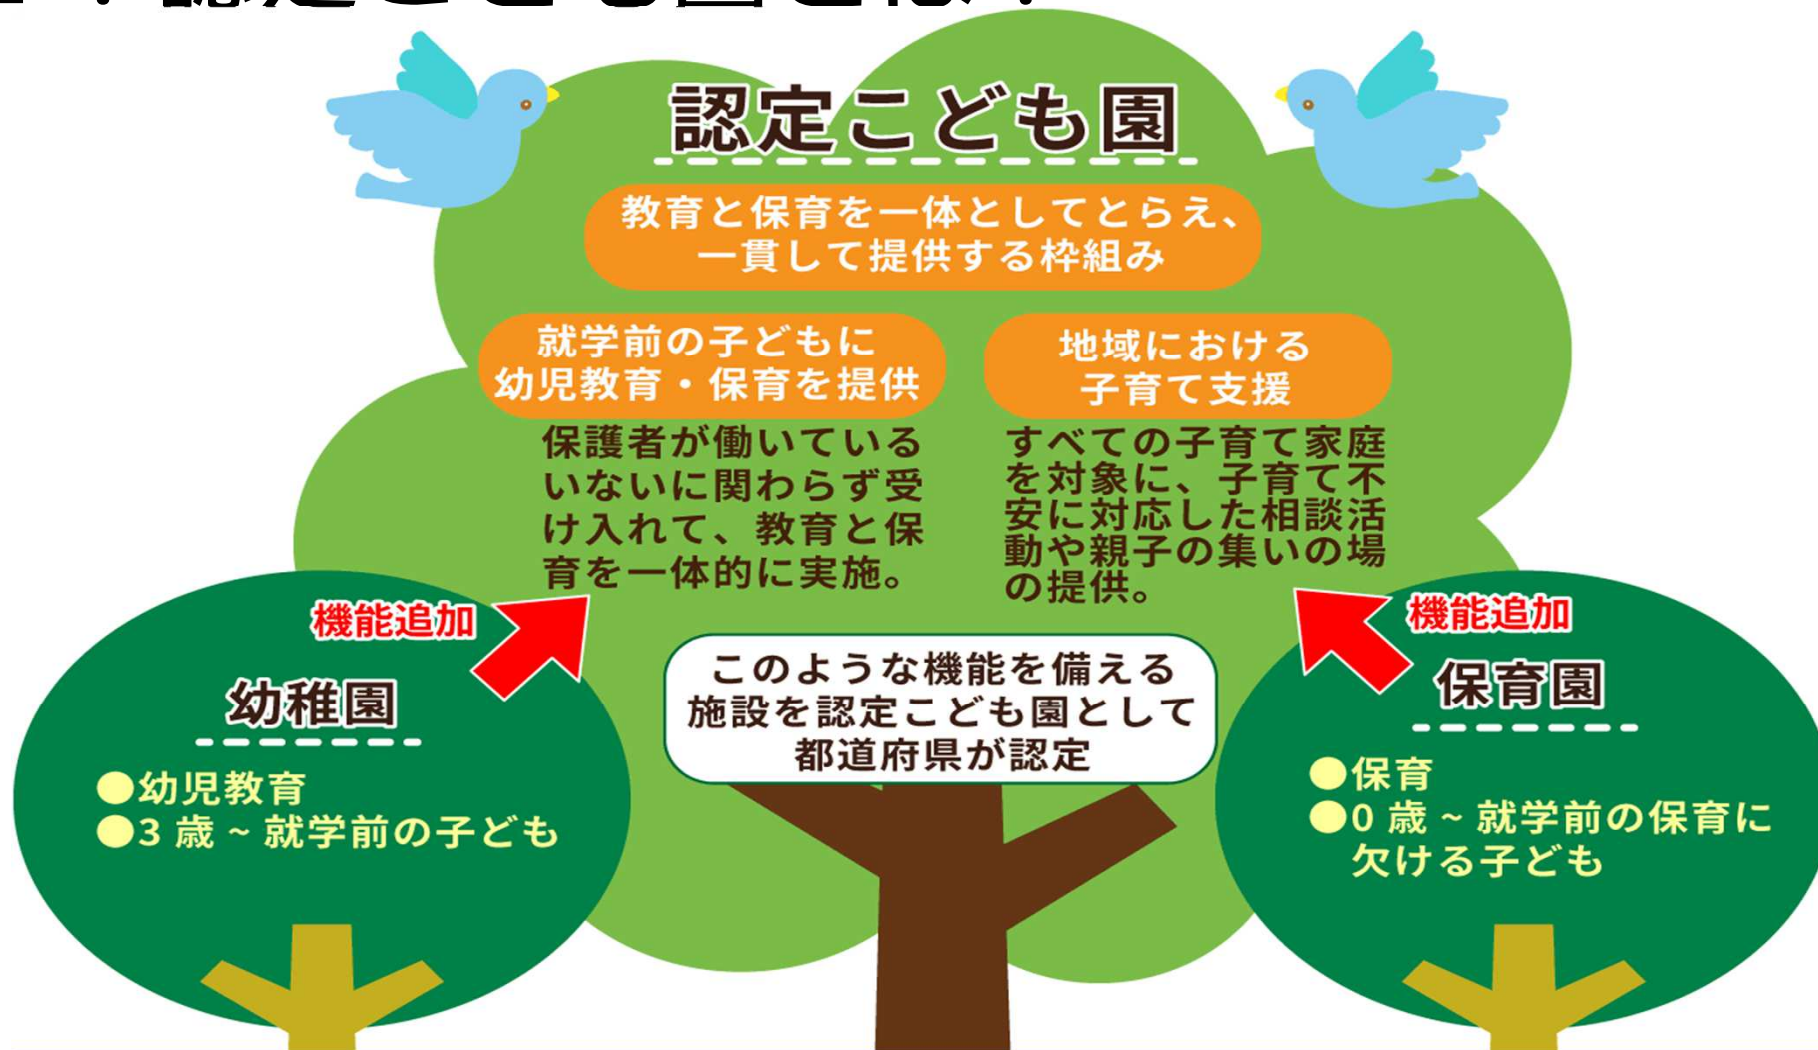 認定こども園とは
認定こども園
教育と保育を一体としてとらえ、
一貫して提供する枠組み
就学前の子どもに
幼児教育・保育を提供
地域における
子育て支援
保護者が働いている
いないに関わらず受
け入れて、教育と保
育を一体的に実施。
すべての子育て家庭
を対象に、子育て不
安に対応した相談活
動や親子の集いの場
の提供。
機能追加
機能追加
幼稚園
●幼児教育
●3 歳 ~ 就学前の子ども
このような機能を備える
施設を認定こども園として
都道府県が認定
保育園
●保育
●0 歳 ~ 就学前の保育に
欠ける子ども